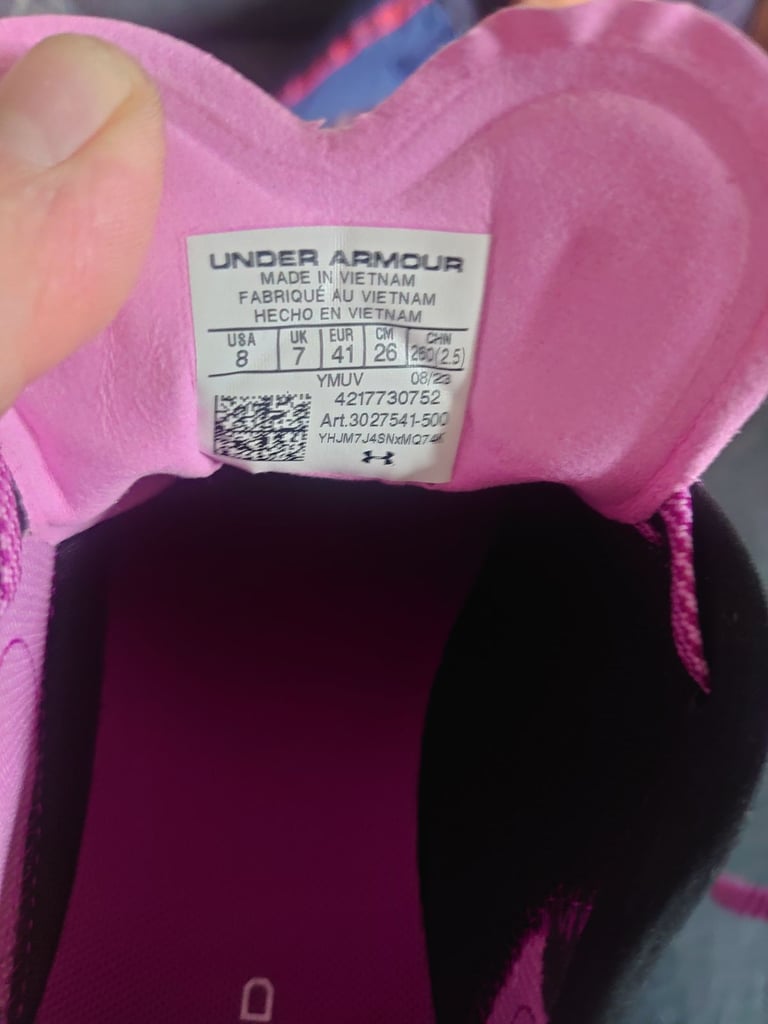 UNDER ARMOUR
MADE IN VIETNAM
FABRIQUÉ AU VIETNAM
HECHO EN VIETNAM
USA UK EUR CM CHN
8 7 41 26 260(2.5)
YMUV 08/23
4217730752
Art.3027541-500
YHJM7J4SNxMQ74K
D